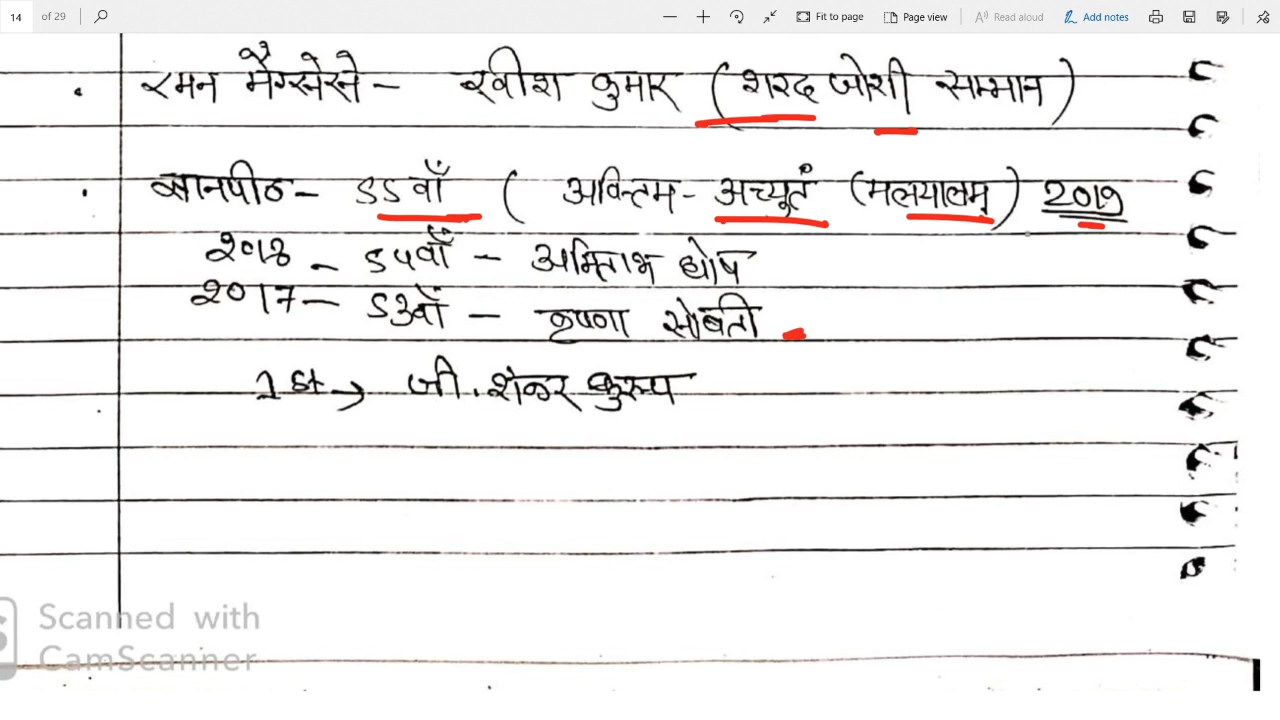 14 of 29 Fit to page Page view Read aloud Add notes
रमन मैग्सेसे - रवीश कुमार (शरद जोशी सम्मान)
ज्ञानपीठ - 55वाँ (अक्कितम - अच्यूतं (मलयालम्) 2019
2018 - 54वाँ - अमिताभ घोष
2017 - 53वाँ - कृष्णा सोबती
1st → जी. शंकर कुरूप
Scanned with
CamScanner